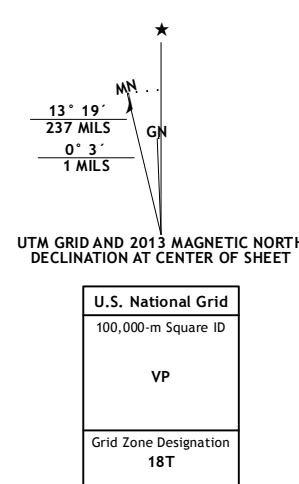 ★
MN
GN
13° 19´
237 MILS
0° 3´
1 MILS
UTM GRID AND 2013 MAGNETIC NORTH
DECLINATION AT CENTER OF SHEET
U.S. National Grid
100,000-m Square ID
VP
Grid Zone Designation
18T